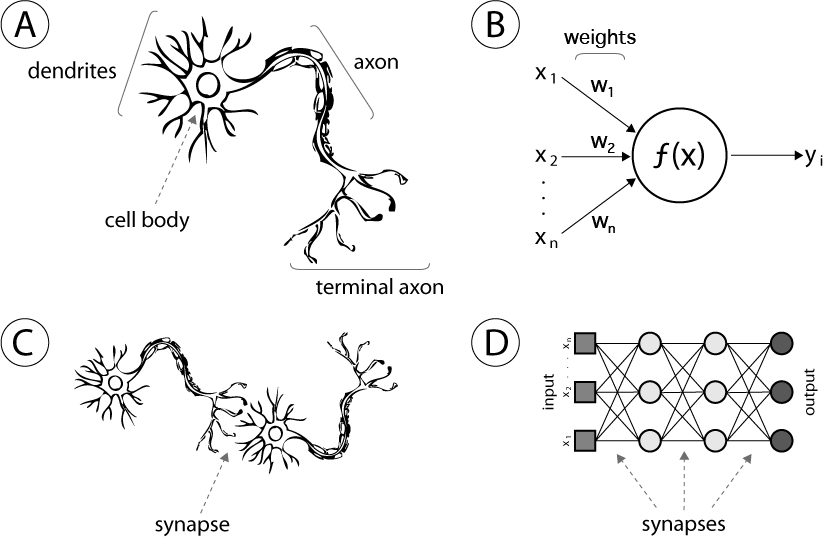 A
dendrites
axon
cell body
terminal axon
B
weights
x1 w1
x2 w2
.
.
.
xn wn
f(x)
yi
C
synapse
D
input
xn
. . . .
x2
x1
output
synapses